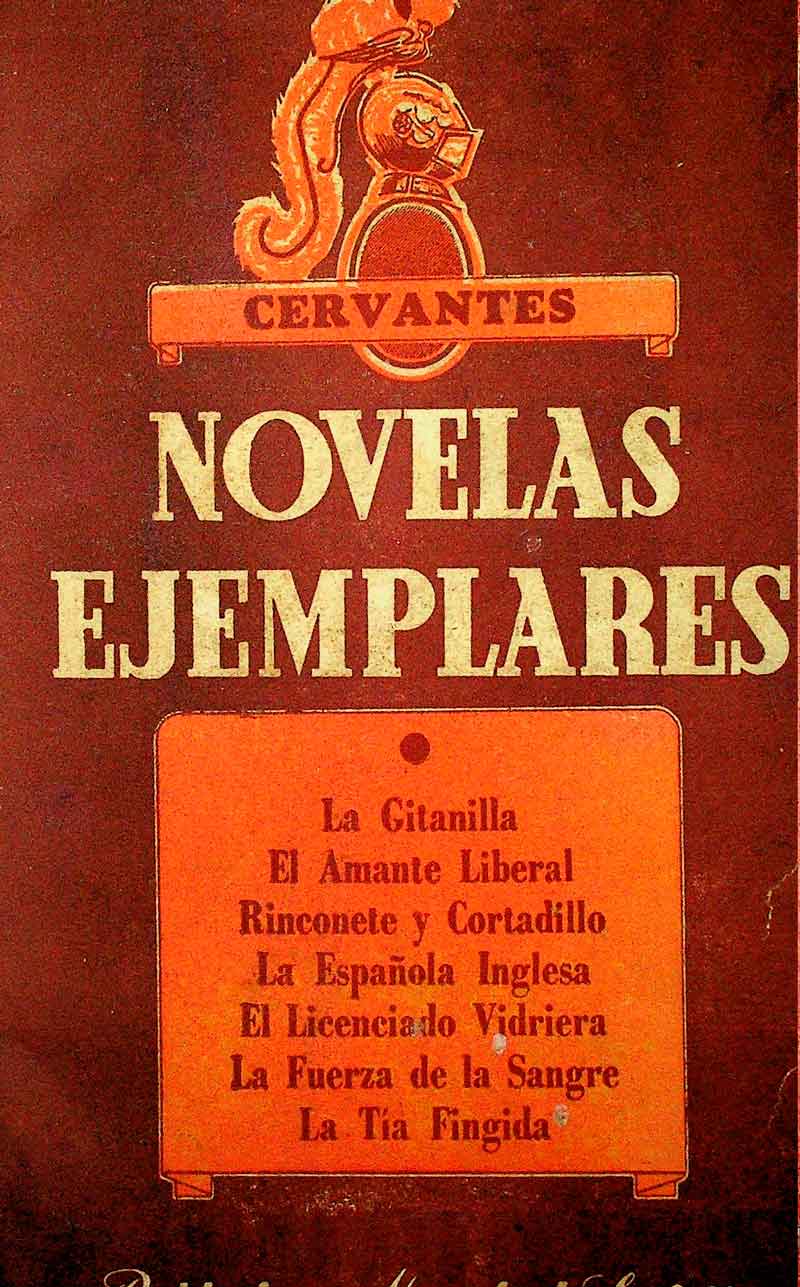 CERVANTES
NOVELAS
EJEMPLARES
La Gitanilla
El Amante Liberal
Rinconete y Cortadillo
La Española Inglesa
El Licenciado Vidriera
La Fuerza de la Sangre
La Tía Fingida